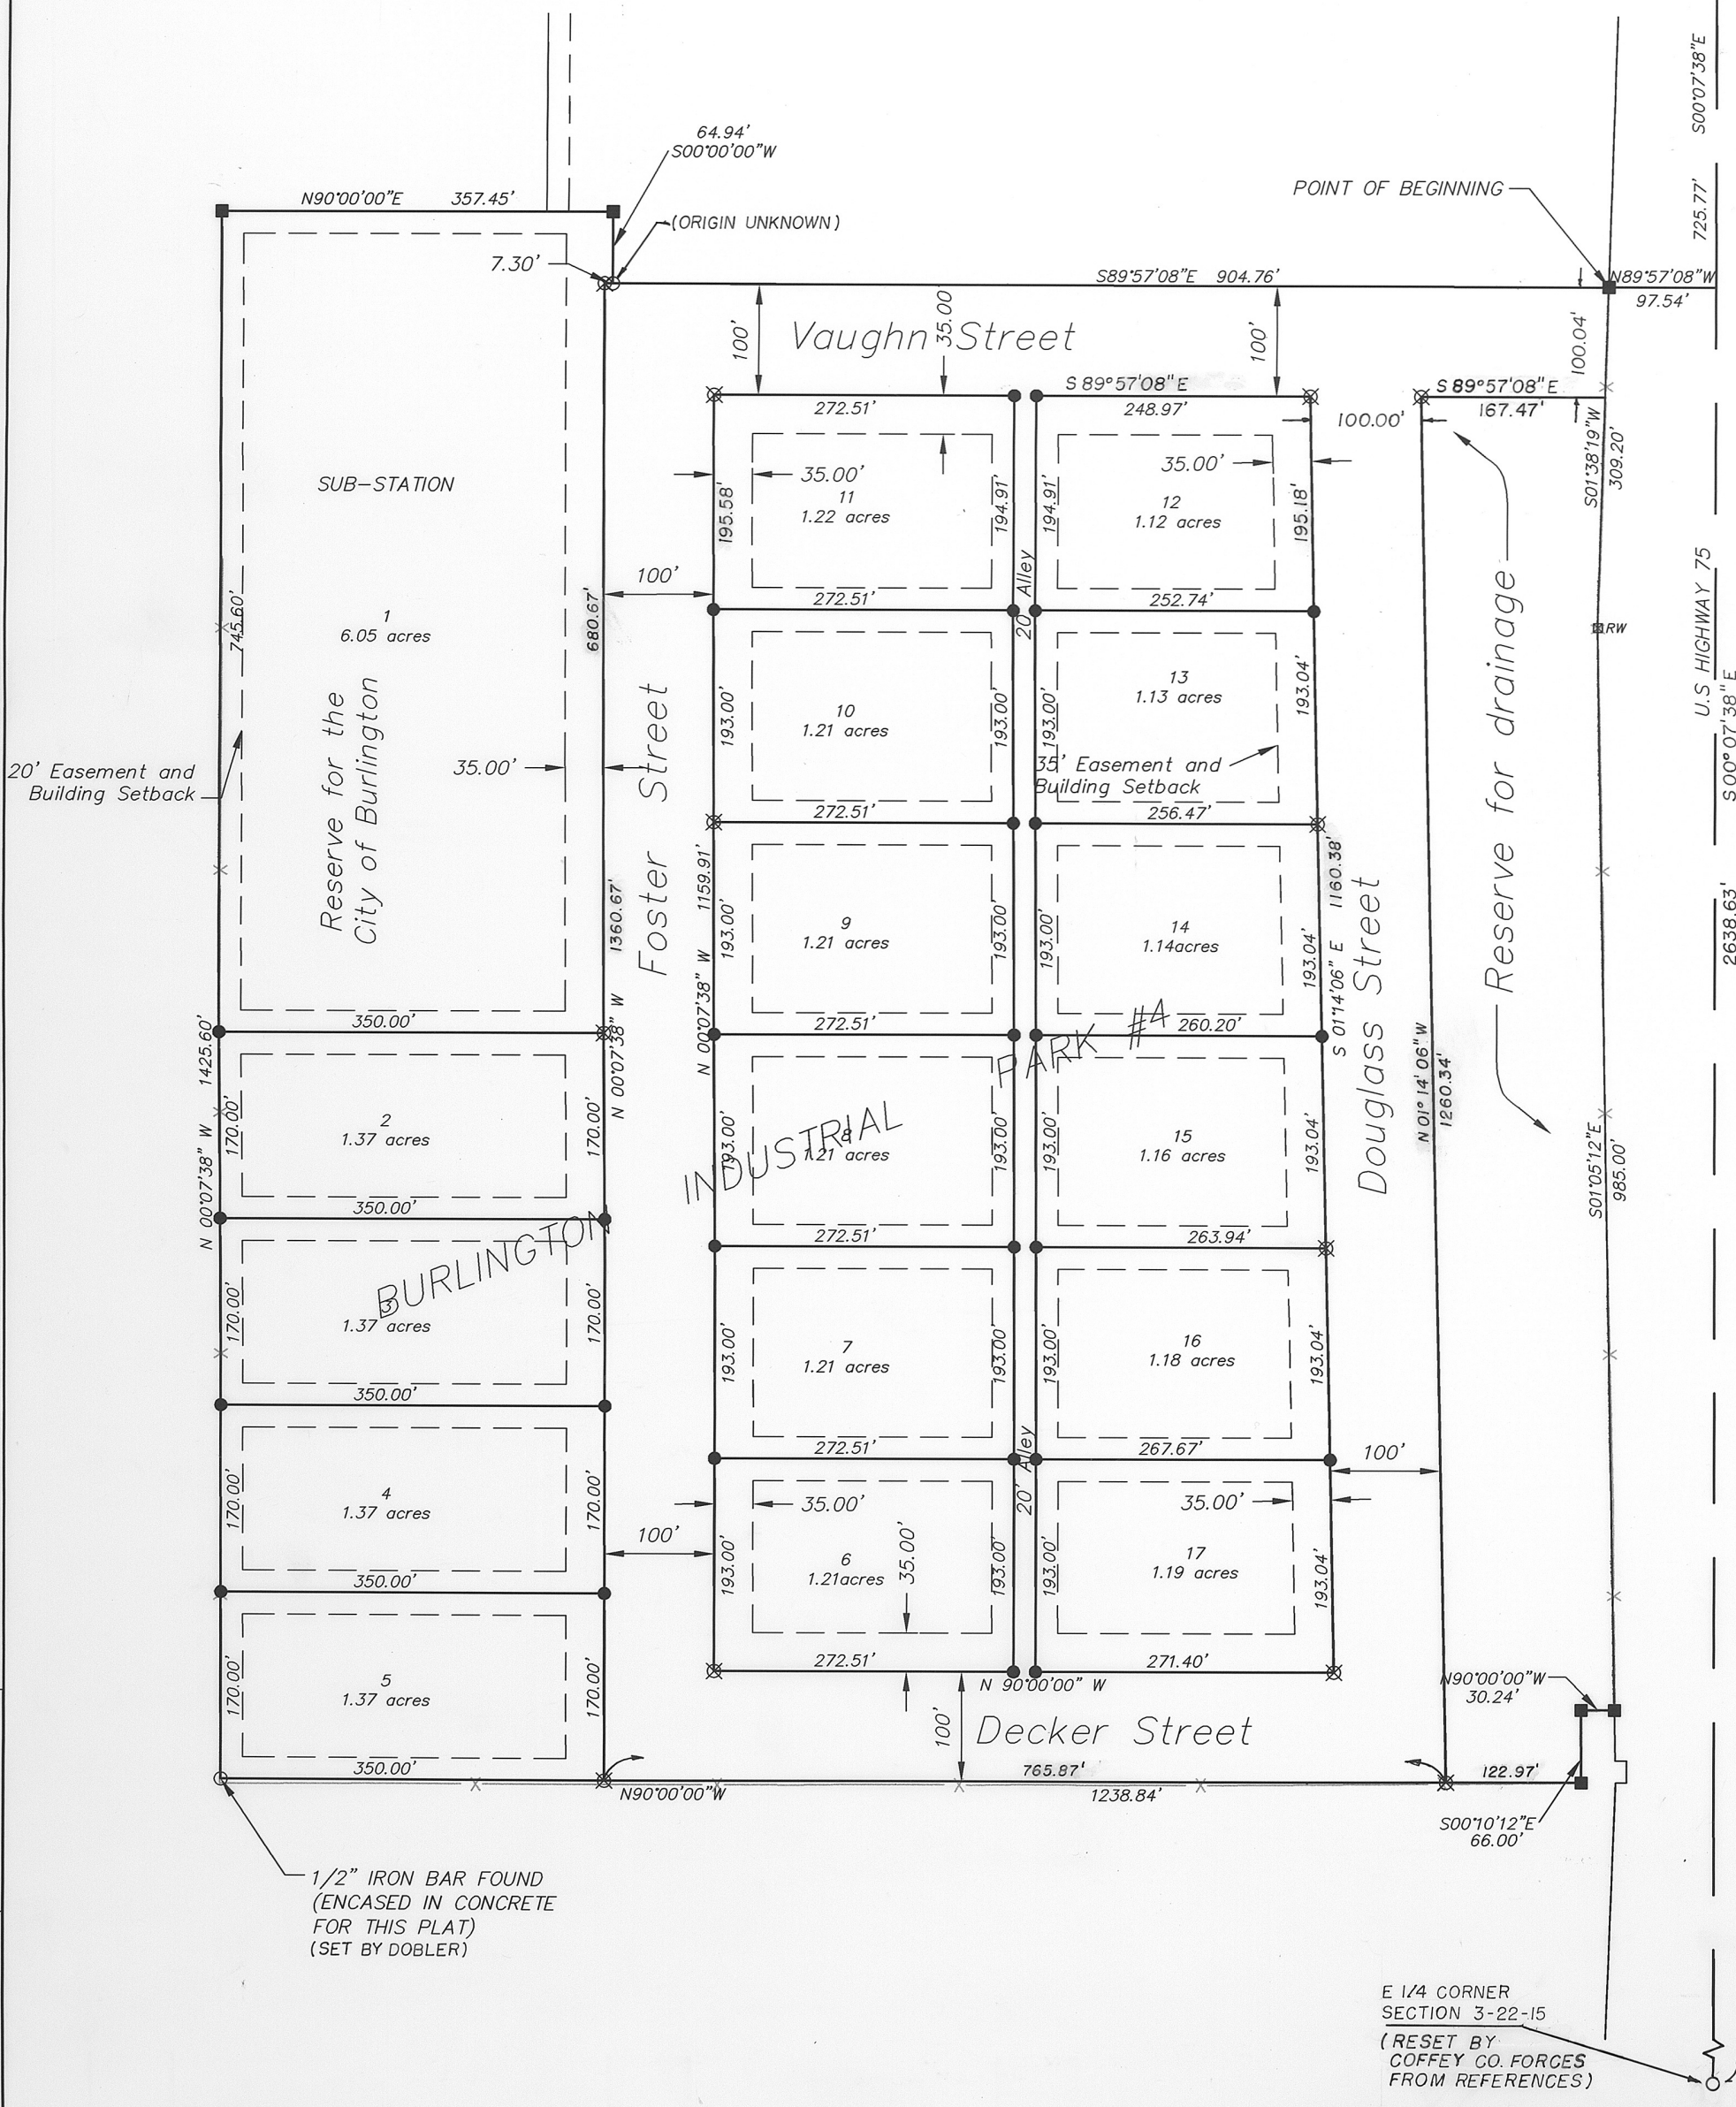 64.94'
S00°00'00"W
N90°00'00"E 357.45'
(ORIGIN UNKNOWN)
7.30'
POINT OF BEGINNING
S00°07'38"E
725.77'
S89°57'08"E 904.76'
N89°57'08"W
97.54'
100'
Vaughn Street
35.00
100'
100.04'
S 89°57'08" E
272.51'
248.97'
100.00'
S 89°57'08" E
167.47'
S01°38'19"W
309.20'
SUB-STATION
1
6.05 acres
745.60'
680.67'
Reserve for the
City of Burlington
20' Easement and
Building Setback
35.00'
35.00'
11
1.22 acres
195.58'
194.91'
20' Alley
194.91'
35.00'
12
1.12 acres
195.18'
100'
272.51'
252.74'
RW
U.S HIGHWAY 75
S00°07'38"E
2638.63'
Foster Street
193.00'
10
1.21 acres
193.00'
193.00'
13
1.13 acres
193.04'
35' Easement and
Building Setback
272.51'
256.47'
1360.67'
N 00°07'38" W
1159.91'
N 00°07'38" W
193.00'
9
1.21 acres
193.00'
193.00'
14
1.14acres
193.04'
S 01°14'06" E 1160.38'
Douglass Street
Reserve for drainage
272.51'
260.20'
N 01°14'06" W
1260.34'
S01°05'12"E
985.00'
350.00'
N 00°07'38" W 1425.60'
170.00'
2
1.37 acres
170.00'
193.00'
8
1.21 acres
193.00'
193.00'
15
1.16 acres
193.04'
BURLINGTON INDUSTRIAL PARK #4
350.00'
272.51'
263.94'
170.00'
3
1.37 acres
170.00'
193.00'
7
1.21 acres
193.00'
193.00'
16
1.18 acres
193.04'
350.00'
272.51'
267.67'
100'
170.00'
4
1.37 acres
170.00'
100'
35.00'
193.00'
6
1.21acres
35.00'
193.00'
20' Alley
193.00'
35.00'
17
1.19 acres
193.04'
350.00'
272.51'
271.40'
N 90°00'00" W
170.00'
5
1.37 acres
170.00'
100'
Decker Street
N90°00'00"W
30.24'
350.00'
765.87'
122.97'
N90°00'00"W
1238.84'
S00°10'12"E
66.00'
1/2" IRON BAR FOUND
(ENCASED IN CONCRETE
FOR THIS PLAT)
(SET BY DOBLER)
E 1/4 CORNER
SECTION 3-22-15
(RESET BY
COFFEY CO. FORCES
FROM REFERENCES)